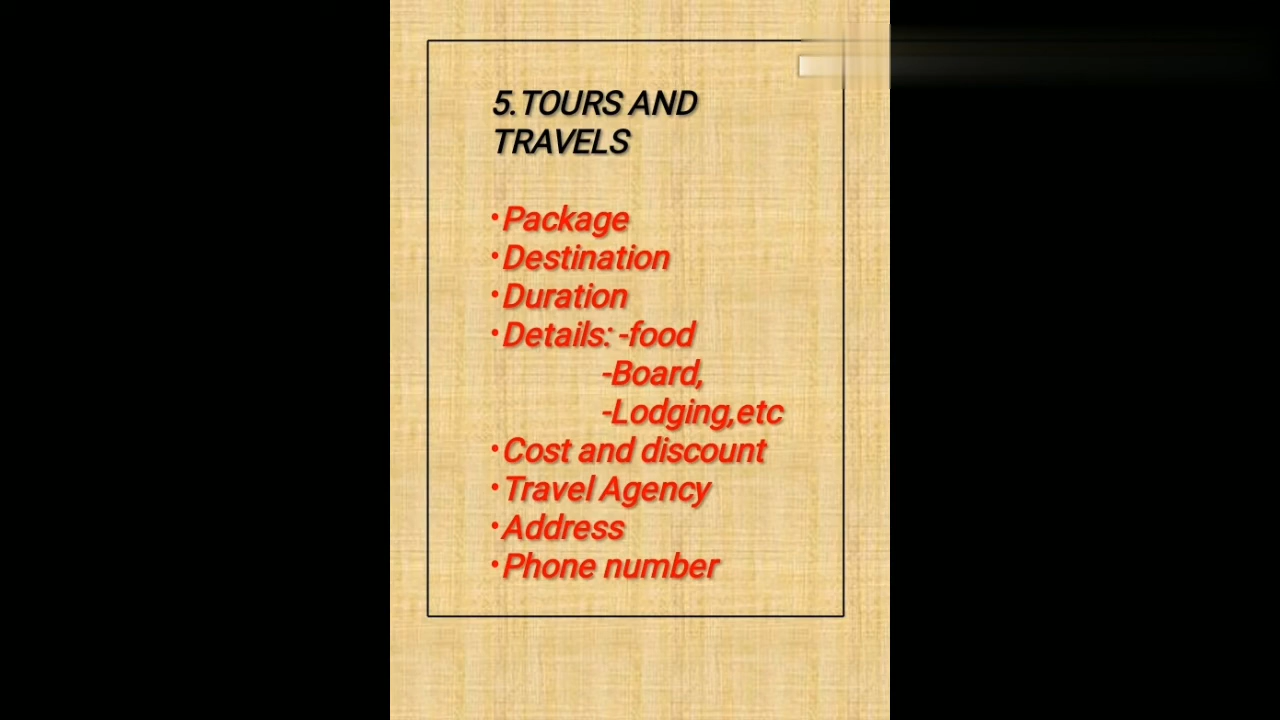 5.TOURS AND
TRAVELS
•Package
•Destination
•Duration
•Details: -food
-Board,
-Lodging,etc
•Cost and discount
•Travel Agency
•Address
•Phone number